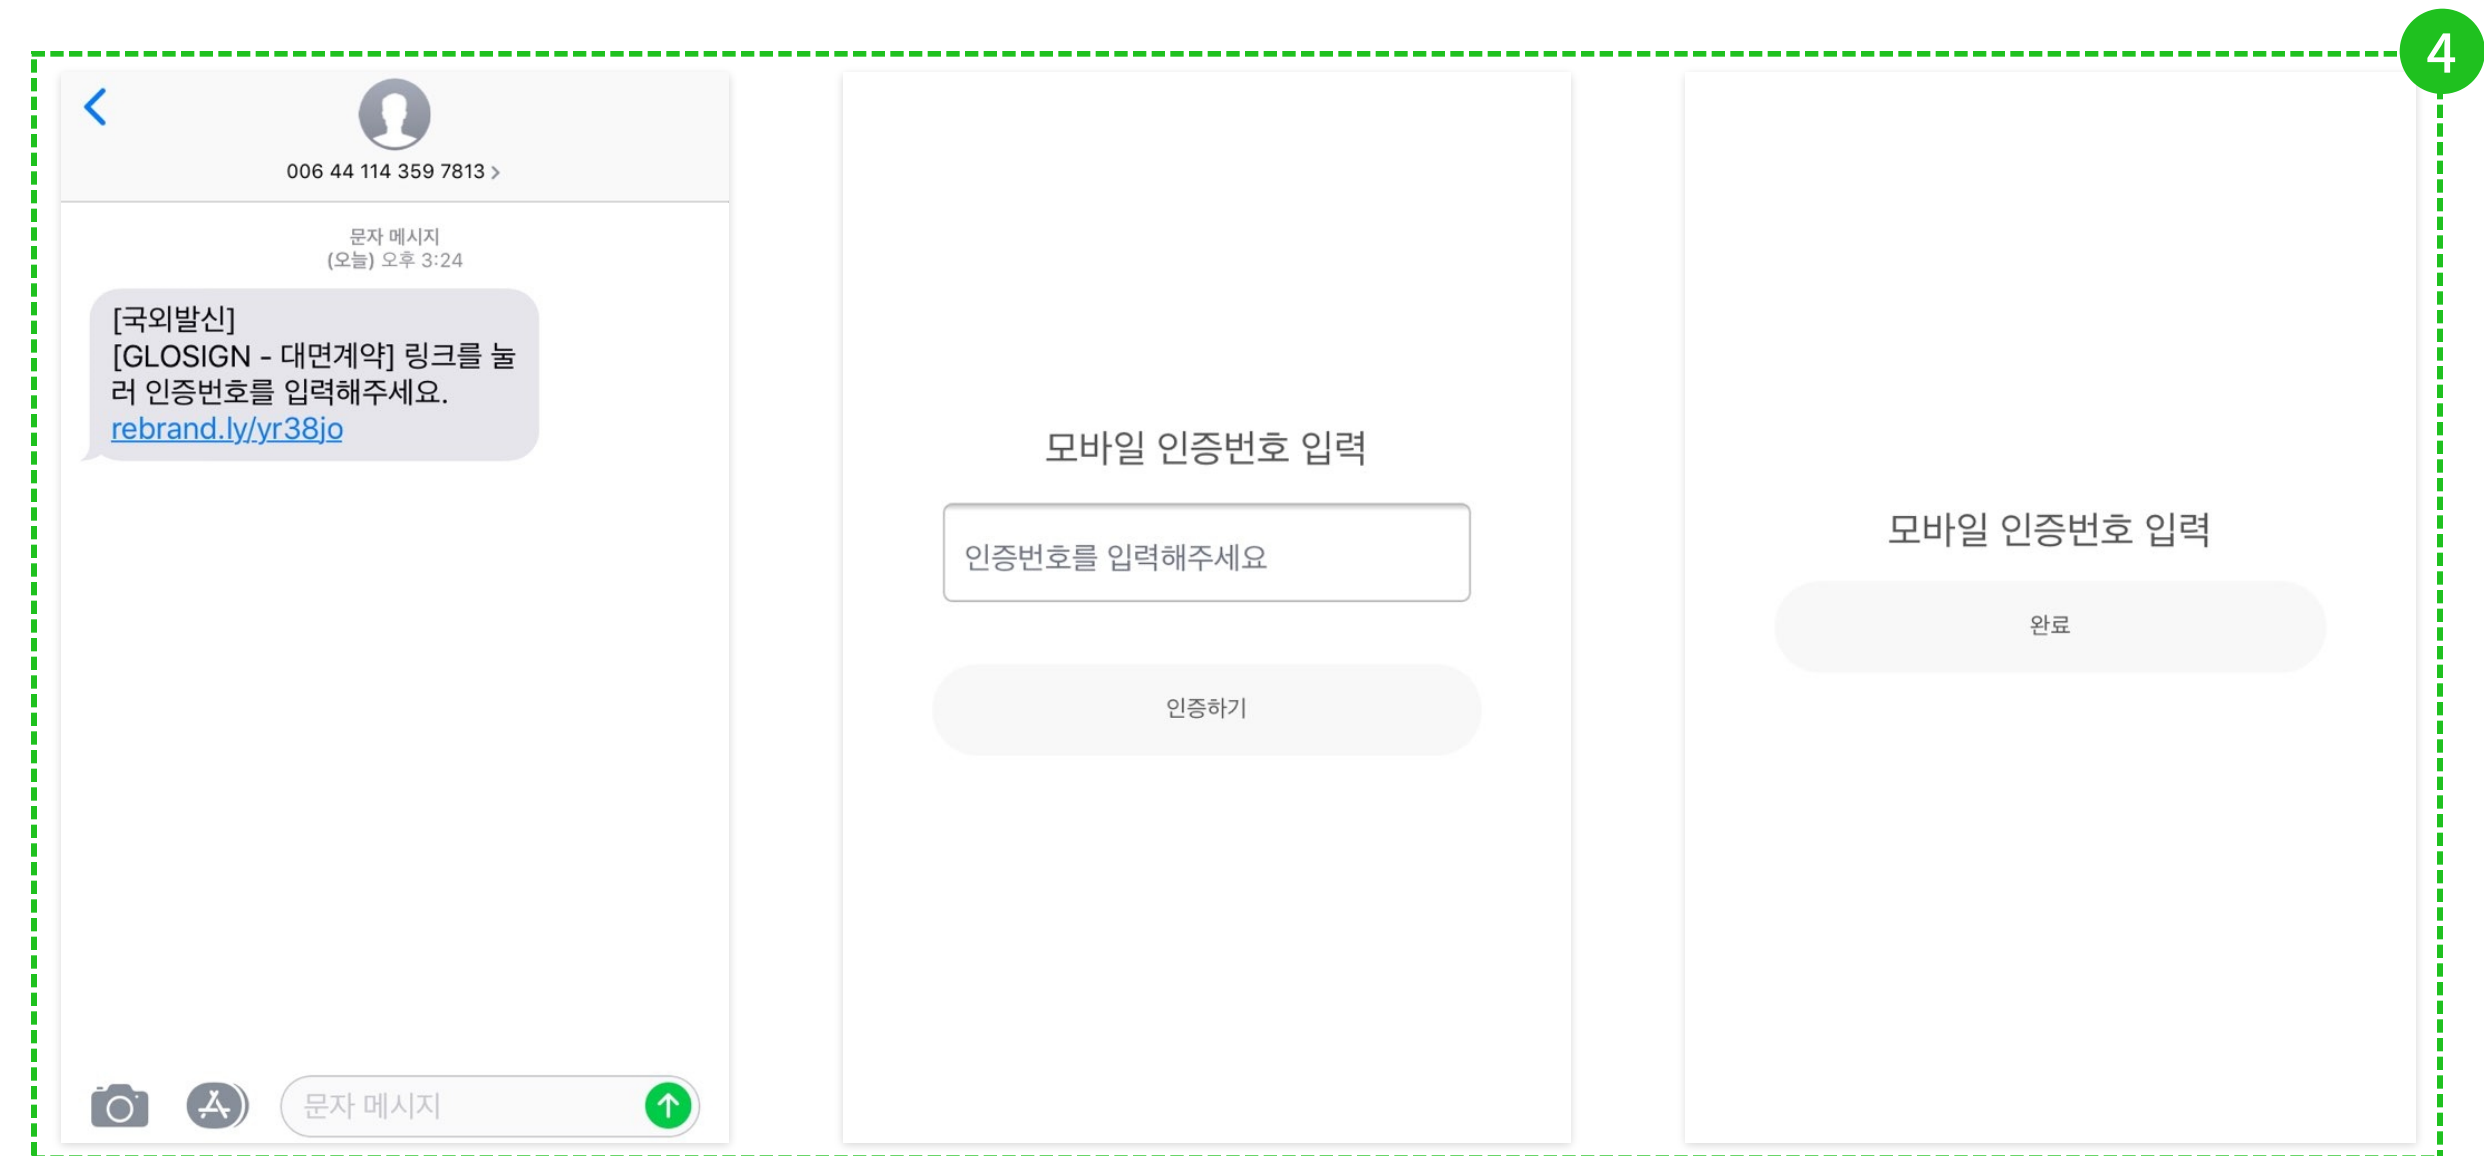 4
006 44 114 359 7813 >
문자 메시지
(오늘) 오후 3:24
[국외발신]
[GLOSIGN - 대면계약] 링크를 눌
러 인증번호를 입력해주세요.
rebrand.ly/yr38jo
문자 메시지
모바일 인증번호 입력
인증번호를 입력해주세요
인증하기
모바일 인증번호 입력
완료